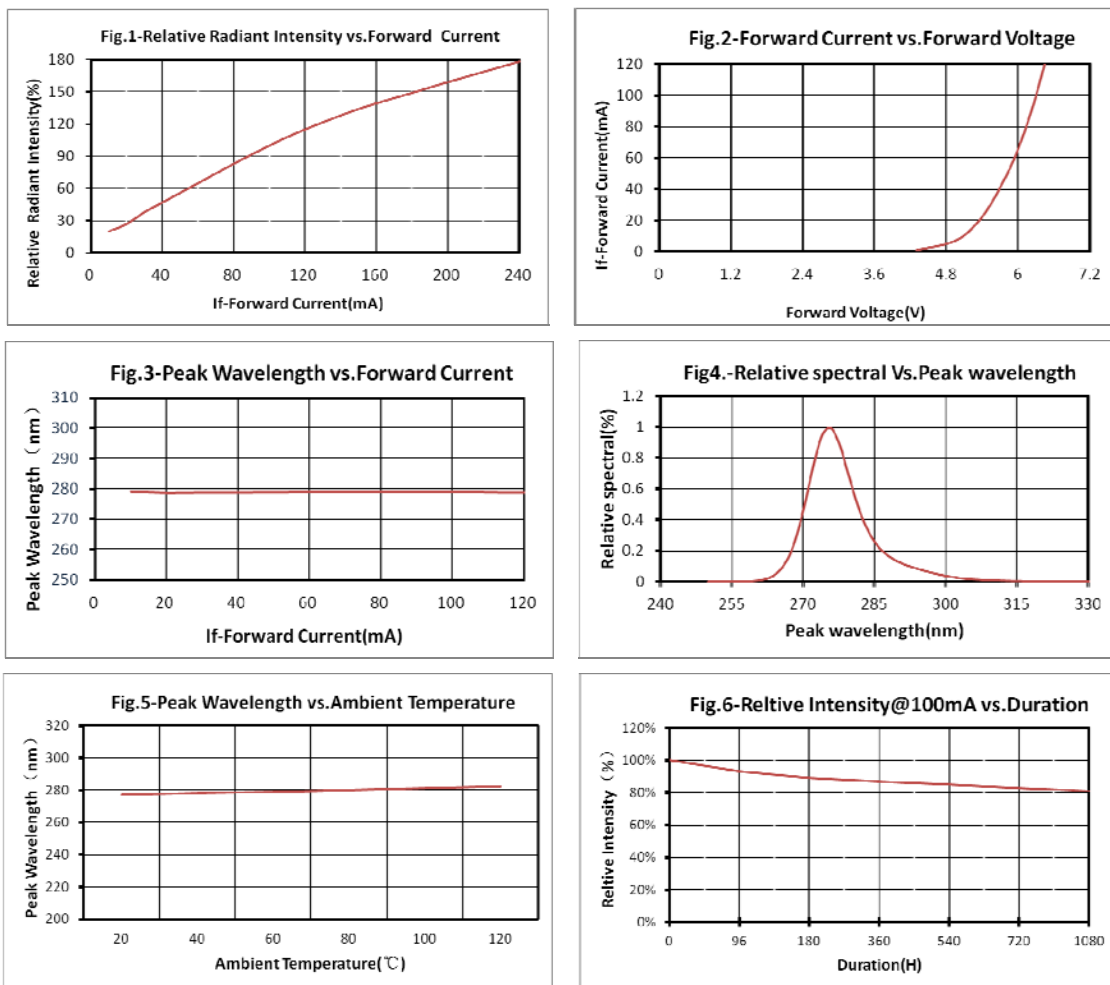 Fig.1-Relative Radiant Intensity vs.Forward Current
Relative Radiant Intensity(%)
180
150
120
90
60
30
0
0 40 80 120 160 200 240
If-Forward Current(mA)
Fig.2-Forward Current vs.Forward Voltage
If-Forward Current(mA)
120
100
80
60
40
20
0
0 1.2 2.4 3.6 4.8 6 7.2
Forward Voltage(V)
Fig.3-Peak Wavelength vs.Forward Current
Peak Wavelength（nm）
310
300
290
280
270
260
250
0 20 40 60 80 100 120
If-Forward Current(mA)
Fig4.-Relative spectral Vs.Peak wavelength
Relative spectral(%)
1.2
1
0.8
0.6
0.4
0.2
0
240 255 270 285 300 315 330
Peak wavelength(nm)
Fig.5-Peak Wavelength vs.Ambient Temperature
Peak Wavelength（nm）
320
300
280
260
240
220
200
20 40 60 80 100 120
Ambient Temperature(℃)
Fig.6-Reltive Intensity@100mA vs.Duration
Reltive Intensity（%）
120%
100%
80%
60%
40%
20%
0%
0 96 180 360 540 720 1080
Duration(H)